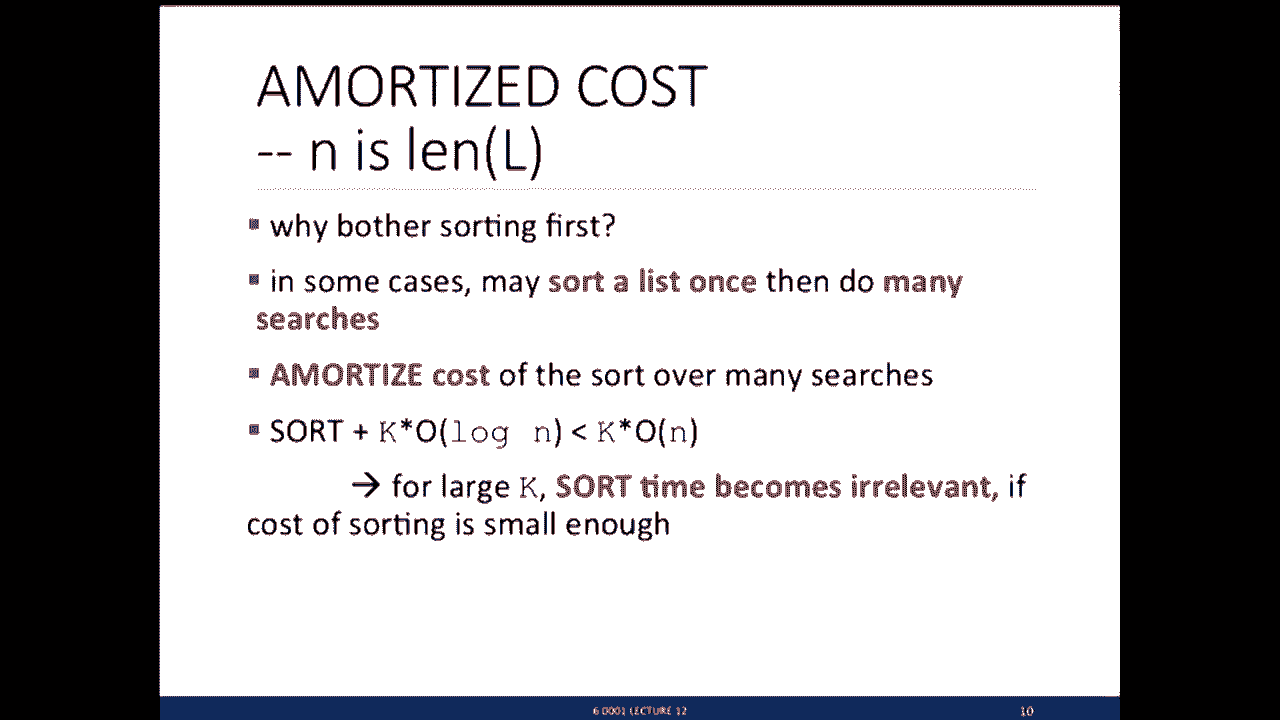 AMORTIZED COST
-- n is len(L)
▪ why bother sorting first?
▪ in some cases, may sort a list once then do many
searches
▪ AMORTIZE cost of the sort over many searches
▪ SORT + K*O(log n) < K*O(n)
→ for large K, SORT time becomes irrelevant, if
cost of sorting is small enough
6 0001 LECTURE 12
10